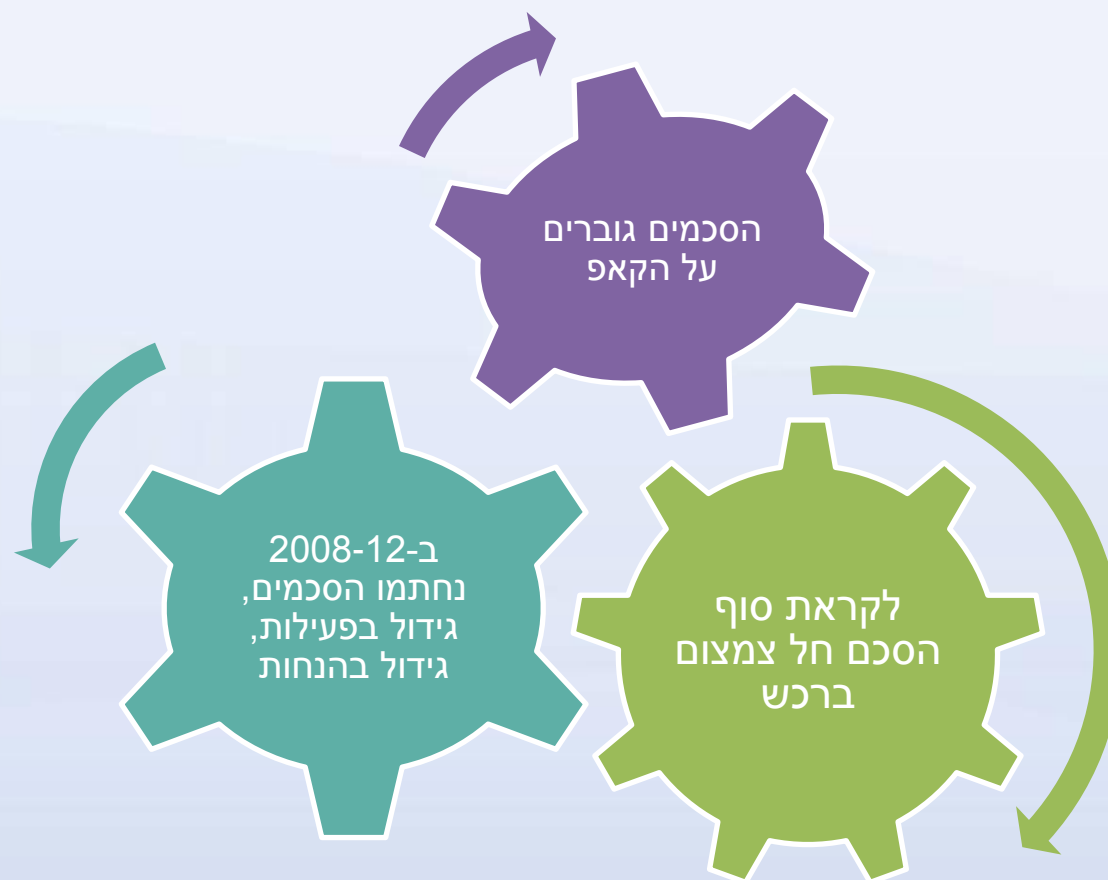 הסכמים גוברים
על הקאפ
ב-2008-12
נחתמו הסכמים,
גידול בפעילות,
גידול בהנחות
לקראת סוף
הסכם חל צמצום
ברכש